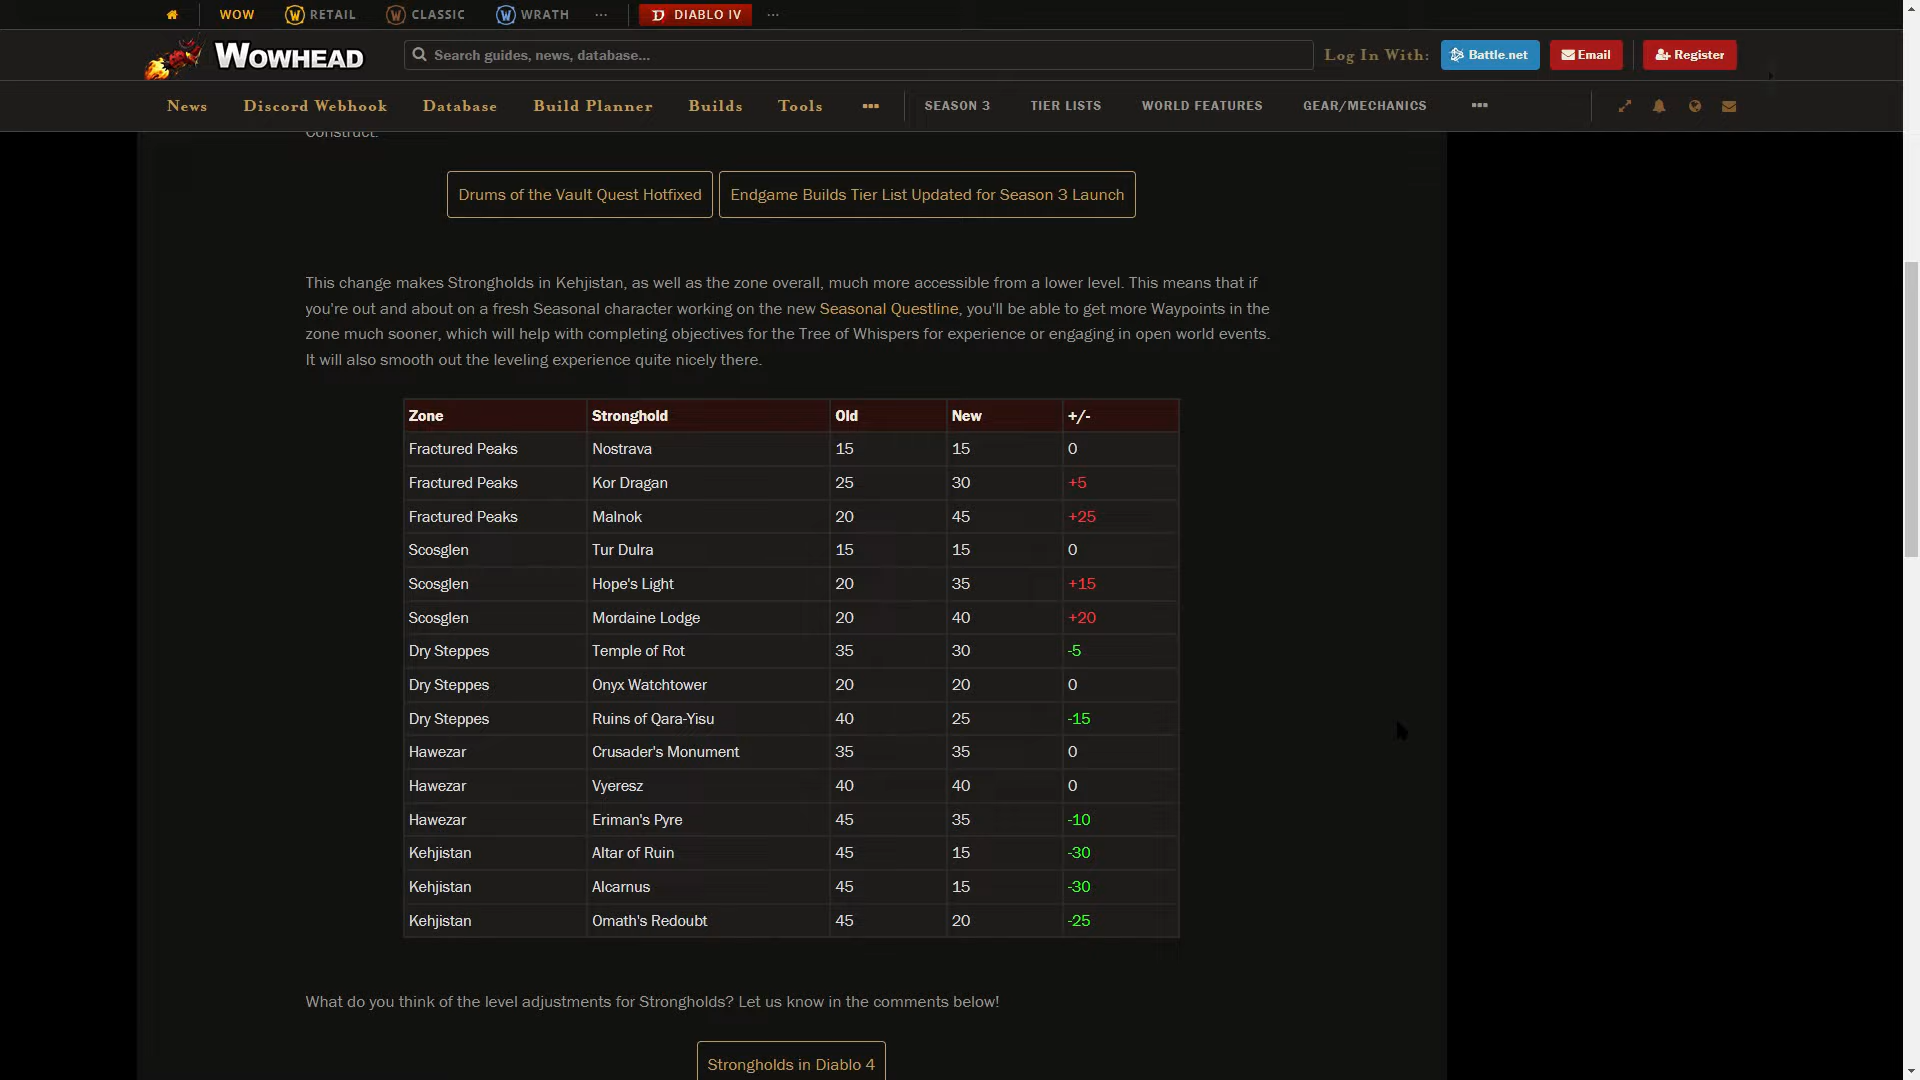 WOW RETAIL CLASSIC WRATH ... DIABLO IV ...
WOWHEAD Search guides, news, database... Log In With: Battle.net Email Register
News Discord Webhook Database Build Planner Builds Tools ... SEASON 3 TIER LISTS WORLD FEATURES GEAR/MECHANICS ...
Construct.
Drums of the Vault Quest Hotfixed Endgame Builds Tier List Updated for Season 3 Launch
This change makes Strongholds in Kehjistan, as well as the zone overall, much more accessible from a lower level. This means that if
you're out and about on a fresh Seasonal character working on the new Seasonal Questline, you'll be able to get more Waypoints in the
zone much sooner, which will help with completing objectives for the Tree of Whispers for experience or engaging in open world events.
It will also smooth out the leveling experience quite nicely there.
Zone Stronghold Old New +/-
Fractured Peaks Nostrava 15 15 0
Fractured Peaks Kor Dragan 25 30 +5
Fractured Peaks Malnok 20 45 +25
Scosglen Tur Dulra 15 15 0
Scosglen Hope's Light 20 35 +15
Scosglen Mordaine Lodge 20 40 +20
Dry Steppes Temple of Rot 35 30 -5
Dry Steppes Onyx Watchtower 20 20 0
Dry Steppes Ruins of Qara-Yisu 40 25 -15
Hawezar Crusader's Monument 35 35 0
Hawezar Vyeresz 40 40 0
Hawezar Eriman's Pyre 45 35 -10
Kehjistan Altar of Ruin 45 15 -30
Kehjistan Alcarnus 45 15 -30
Kehjistan Omath's Redoubt 45 20 -25
What do you think of the level adjustments for Strongholds? Let us know in the comments below!
Strongholds in Diablo 4